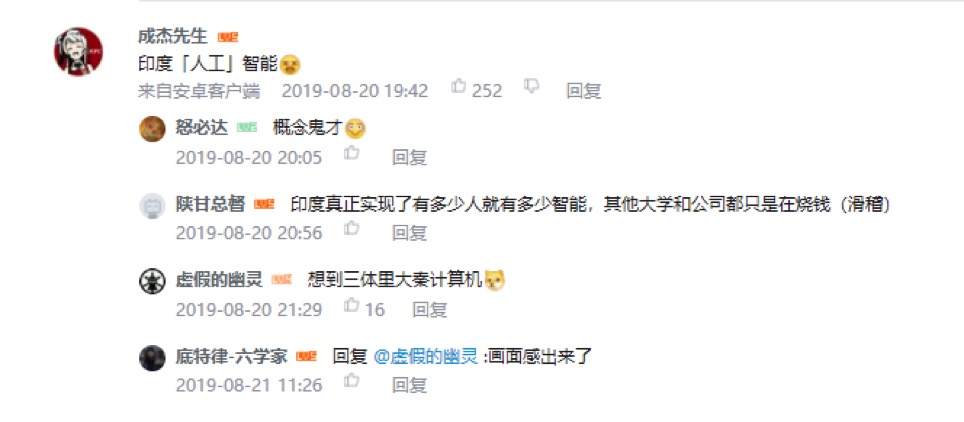 成杰先生
印度「人工」智能
来自安卓客户端 2019-08-20 19:42 252 回复
怒必达 概念鬼才
2019-08-20 20:05 回复
陕甘总督 印度真正实现了有多少人就有多少智能，其他大学和公司都只是在烧钱（滑稽）
2019-08-20 20:56 回复
虚假的幽灵 想到三体里大秦计算机
2019-08-20 21:29 16 回复
底特律-六学家 回复 @虚假的幽灵 :画面感出来了
2019-08-21 11:26 回复